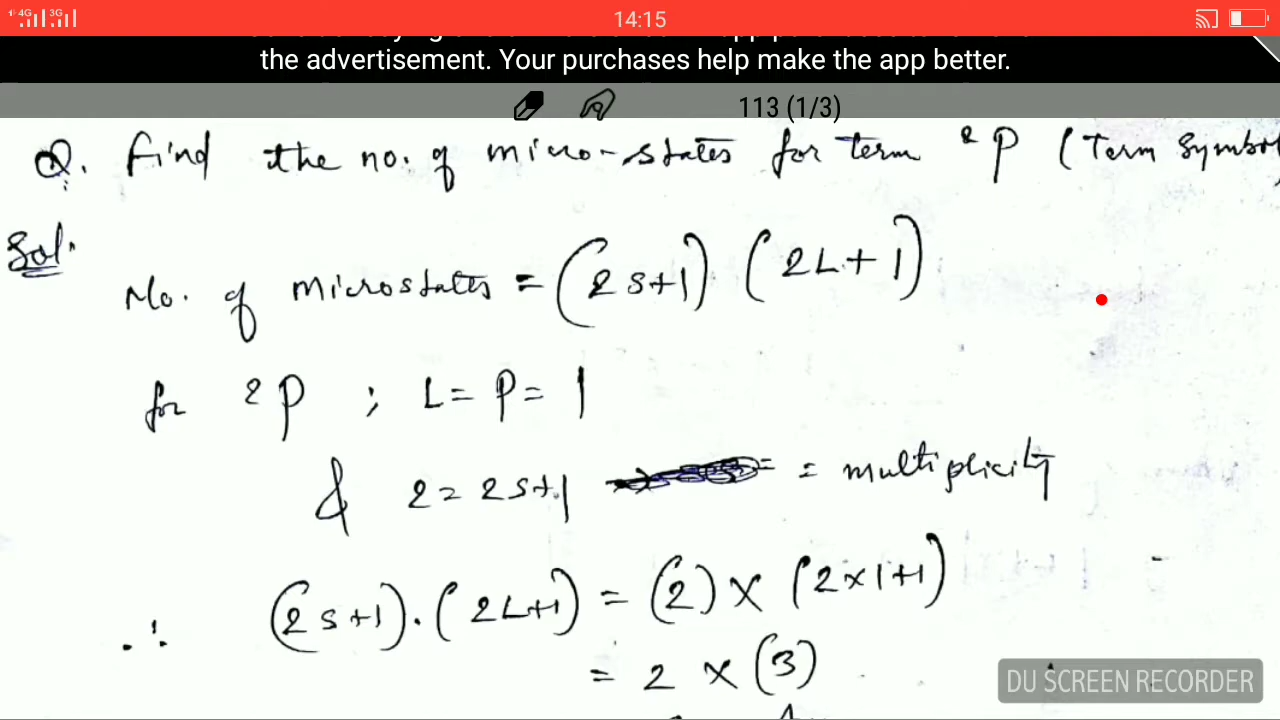 4G 3G 14:15
the advertisement. Your purchases help make the app better.
113 (1/3)
Q. Find the no. of micro-states for term ²P (Term Symbol
Sol.
No. of microstates = (2s+1) (2L+1)
for ²P ; L = P = 1
& 2 = 2s+1 = multiplicity
∴ (2s+1).(2L+1) = (2) × (2×1+1)
= 2 × (3)
DU SCREEN RECORDER